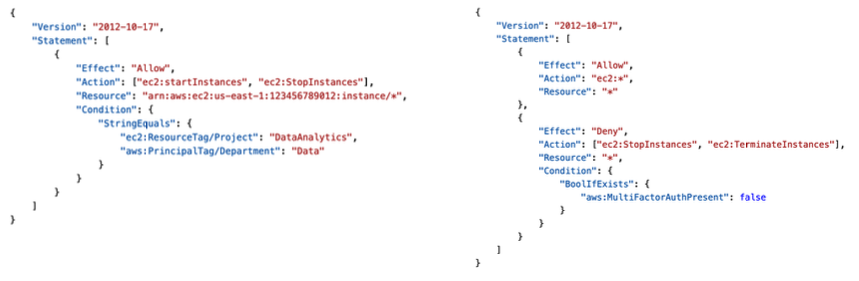 {
    "Version": "2012-10-17",
    "Statement": [
        {
            "Effect": "Allow",
            "Action": ["ec2:startInstances", "ec2:StopInstances"],
            "Resource": "arn:aws:ec2:us-east-1:123456789012:instance/*",
            "Condition": {
                "StringEquals": {
                    "ec2:ResourceTag/Project": "DataAnalytics",
                    "aws:PrincipalTag/Department": "Data"
                }
            }
        }
    ]
}
{
    "Version": "2012-10-17",
    "Statement": [
        {
            "Effect": "Allow",
            "Action": "ec2:*",
            "Resource": "*"
        },
        {
            "Effect": "Deny",
            "Action": ["ec2:StopInstances", "ec2:TerminateInstances"],
            "Resource": "*",
            "Condition": {
                "BoolIfExists": {
                    "aws:MultiFactorAuthPresent": false
                }
            }
        }
    ]
}